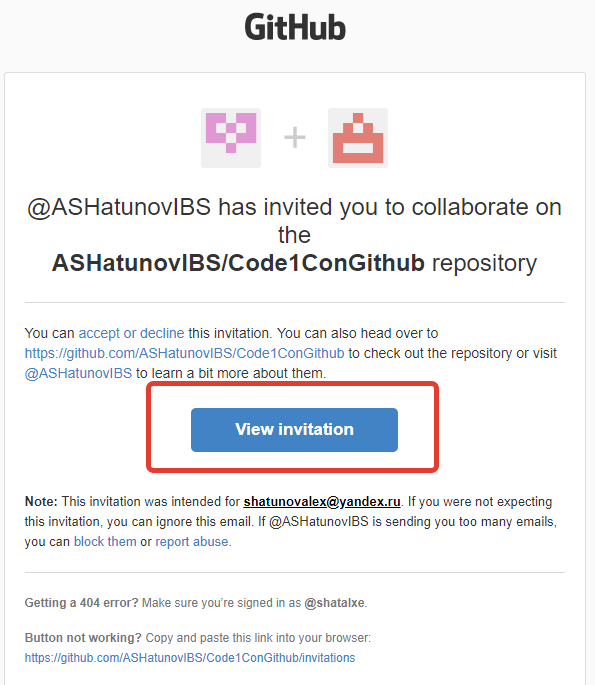 GitHub
@ASHatunovIBS has invited you to collaborate on
the
ASHatunovIBS/Code1ConGithub repository
You can accept or decline this invitation. You can also head over to
https://github.com/ASHatunovIBS/Code1ConGithub to check out the repository or visit
@ASHatunovIBS to learn a bit more about them.
View invitation
Note: This invitation was intended for shatunovalex@yandex.ru. If you were not expecting
this invitation, you can ignore this email. If @ASHatunovIBS is sending you too many emails,
you can block them or report abuse.
Getting a 404 error? Make sure you’re signed in as @shatalxe.
Button not working? Copy and paste this link into your browser:
https://github.com/ASHatunovIBS/Code1ConGithub/invitations